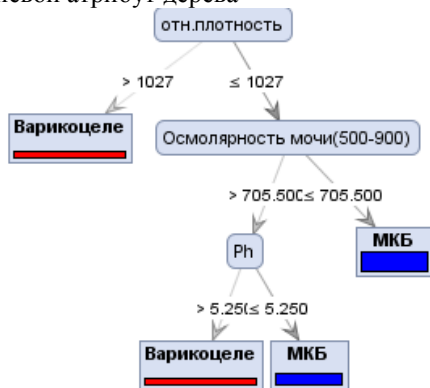 левой атрибут дерева
отн.плотность
> 1027 ≤ 1027
Варикоцеле
Осмолярность мочи(500-900)
> 705.500 ≤ 705.500
Ph
МКБ
> 5.25( ≤ 5.250
Варикоцеле МКБ